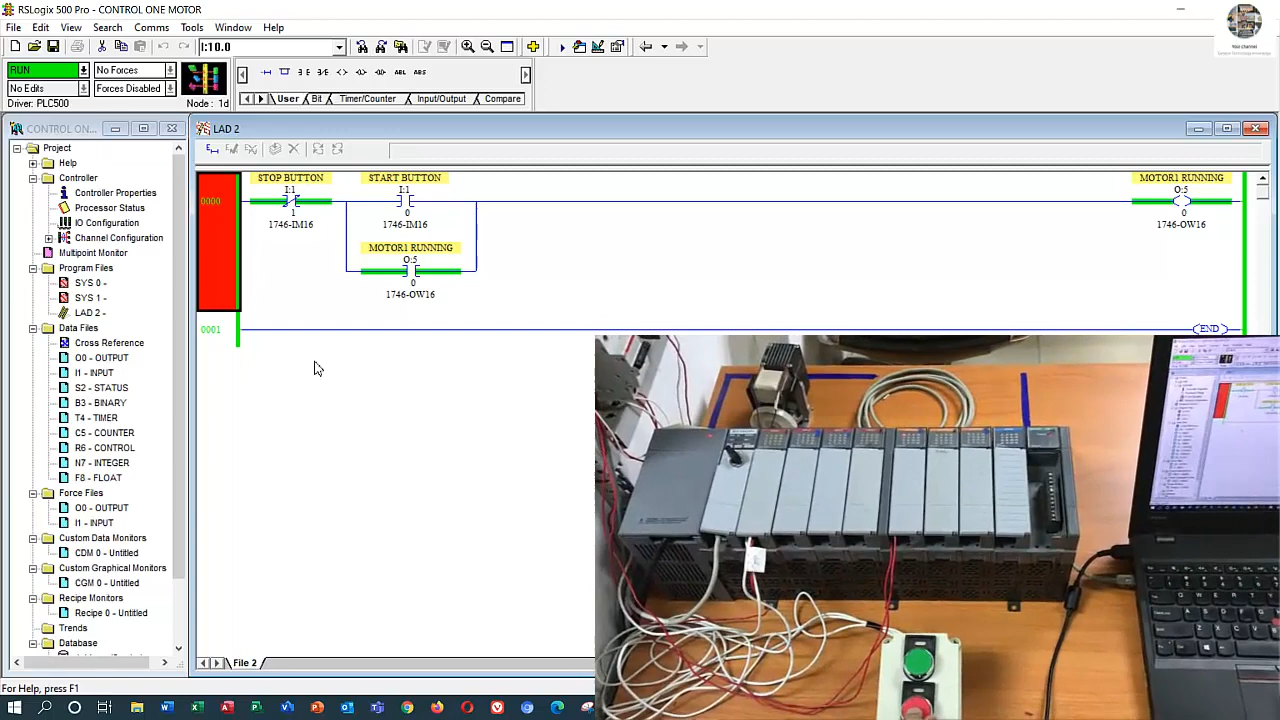 RSLogix 500 Pro - CONTROL ONE MOTOR
File Edit View Search Comms Tools Window Help
I:1.0
RUN No Forces
No Edits Forces Disabled
Driver: PLC500 Node: 1d
User Bit Timer/Counter Input/Output Compare
CONTROL ON...
LAD 2
Project
Help
Controller
Controller Properties
Processor Status
IO Configuration
Channel Configuration
Multipoint Monitor
Program Files
SYS 0 -
SYS 1 -
LAD 2 -
Data Files
Cross Reference
O0 - OUTPUT
I1 - INPUT
S2 - STATUS
B3 - BINARY
T4 - TIMER
C5 - COUNTER
R6 - CONTROL
N7 - INTEGER
F8 - FLOAT
Force Files
O0 - OUTPUT
I1 - INPUT
Custom Data Monitors
CDM 0 - Untitled
Custom Graphical Monitors
CGM 0 - Untitled
Recipe Monitors
Recipe 0 - Untitled
Trends
Database
STOP BUTTON START BUTTON MOTOR1 RUNNING
I:1 I:1 O:5
0000
1 0 0
1746-IM16 1746-IM16 1746-OW16
MOTOR1 RUNNING
O:5
0
1746-OW16
0001 END
File 2
For Help, press F1